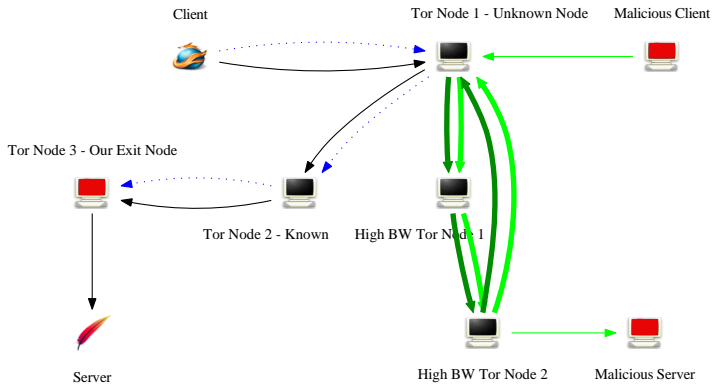 Client
Tor Node 1 - Unknown Node
Malicious Client
Tor Node 3 - Our Exit Node
Tor Node 2 - Known
High BW Tor Node 1
Server
High BW Tor Node 2
Malicious Server